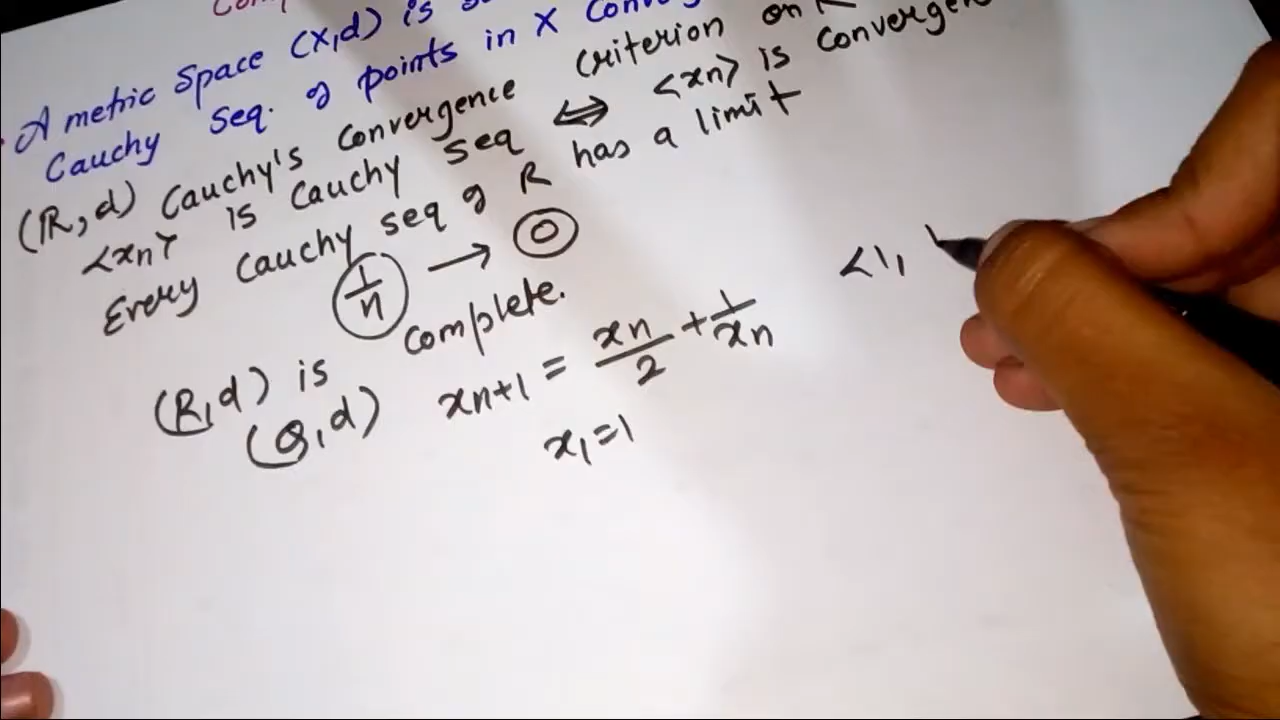 A metric Space (X,d) is
Cauchy Seq. of points in X
(R,d) Cauchy's Convergence Criterion on
<xn> is Cauchy seq ⇔ <xn> is
Every Cauchy seq of R has a limit
1/n → 0
(R,d) is complete.
(Q,d) xn+1 = xn/2 + 1/xn
x1=1
<1,